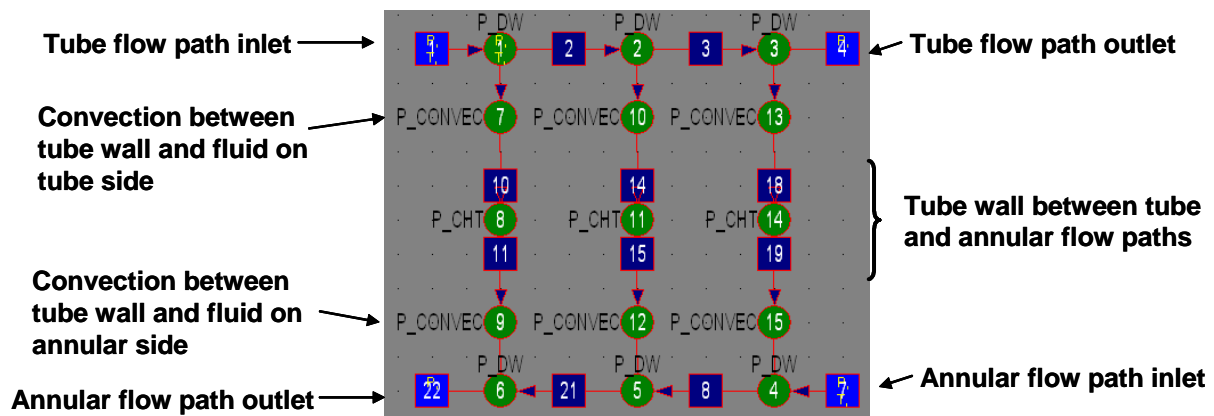 P_DW P_DW P_DW
Tube flow path inlet 1 1 2 2 3 3 4 Tube flow path outlet
Convection between
tube wall and fluid on
tube side
P_CONVEC 7 P_CONVEC 10 P_CONVEC 13
10 14 18
P_CHT 8 P_CHT 11 P_CHT 14
11 15 19
Tube wall between tube
and annular flow paths
Convection between
tube wall and fluid on
annular side
P_CONVEC 9 P_CONVEC 12 P_CONVEC 15
P_DW P_DW P_DW
22 6 21 5 8 4 7
Annular flow path outlet
Annular flow path inlet